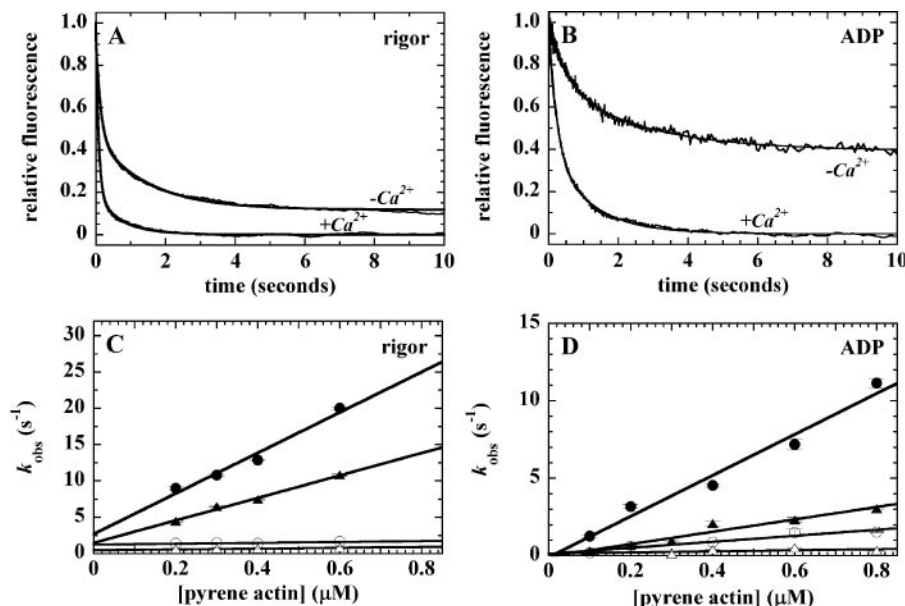 A rigor
1.0
0.8
0.6
0.4
0.2
0
relative fluorescence
-Ca²⁺
+Ca²⁺
0 2 4 6 8 10
time (seconds)
B ADP
1.0
0.8
0.6
0.4
0.2
0
relative fluorescence
-Ca²⁺
+Ca²⁺
0 2 4 6 8 10
time (seconds)
C rigor
30
25
20
15
10
5
0
k obs (s⁻¹)
0 0.2 0.4 0.6 0.8
[pyrene actin] (μM)
D ADP
15
10
5
0
k obs (s⁻¹)
0 0.2 0.4 0.6 0.8
[pyrene actin] (μM)